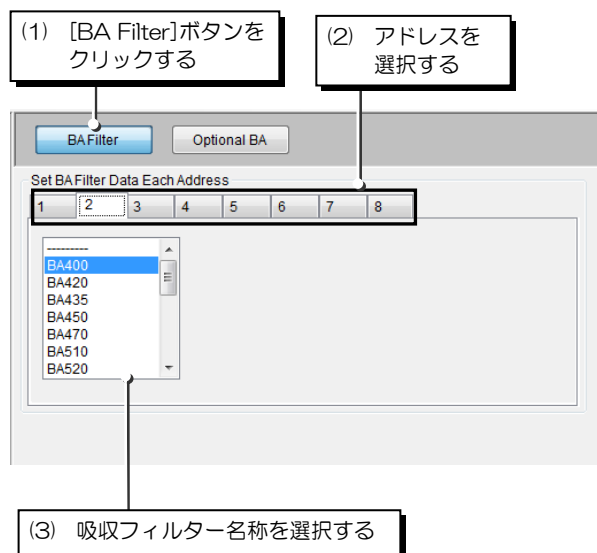 (1) [BA Filter]ボタンを
クリックする
(2) アドレスを
選択する
BA Filter
Optional BA
Set BA Filter Data Each Address
1 2 3 4 5 6 7 8
---------
BA400
BA420
BA435
BA450
BA470
BA510
BA520
(3) 吸収フィルター名称を選択する